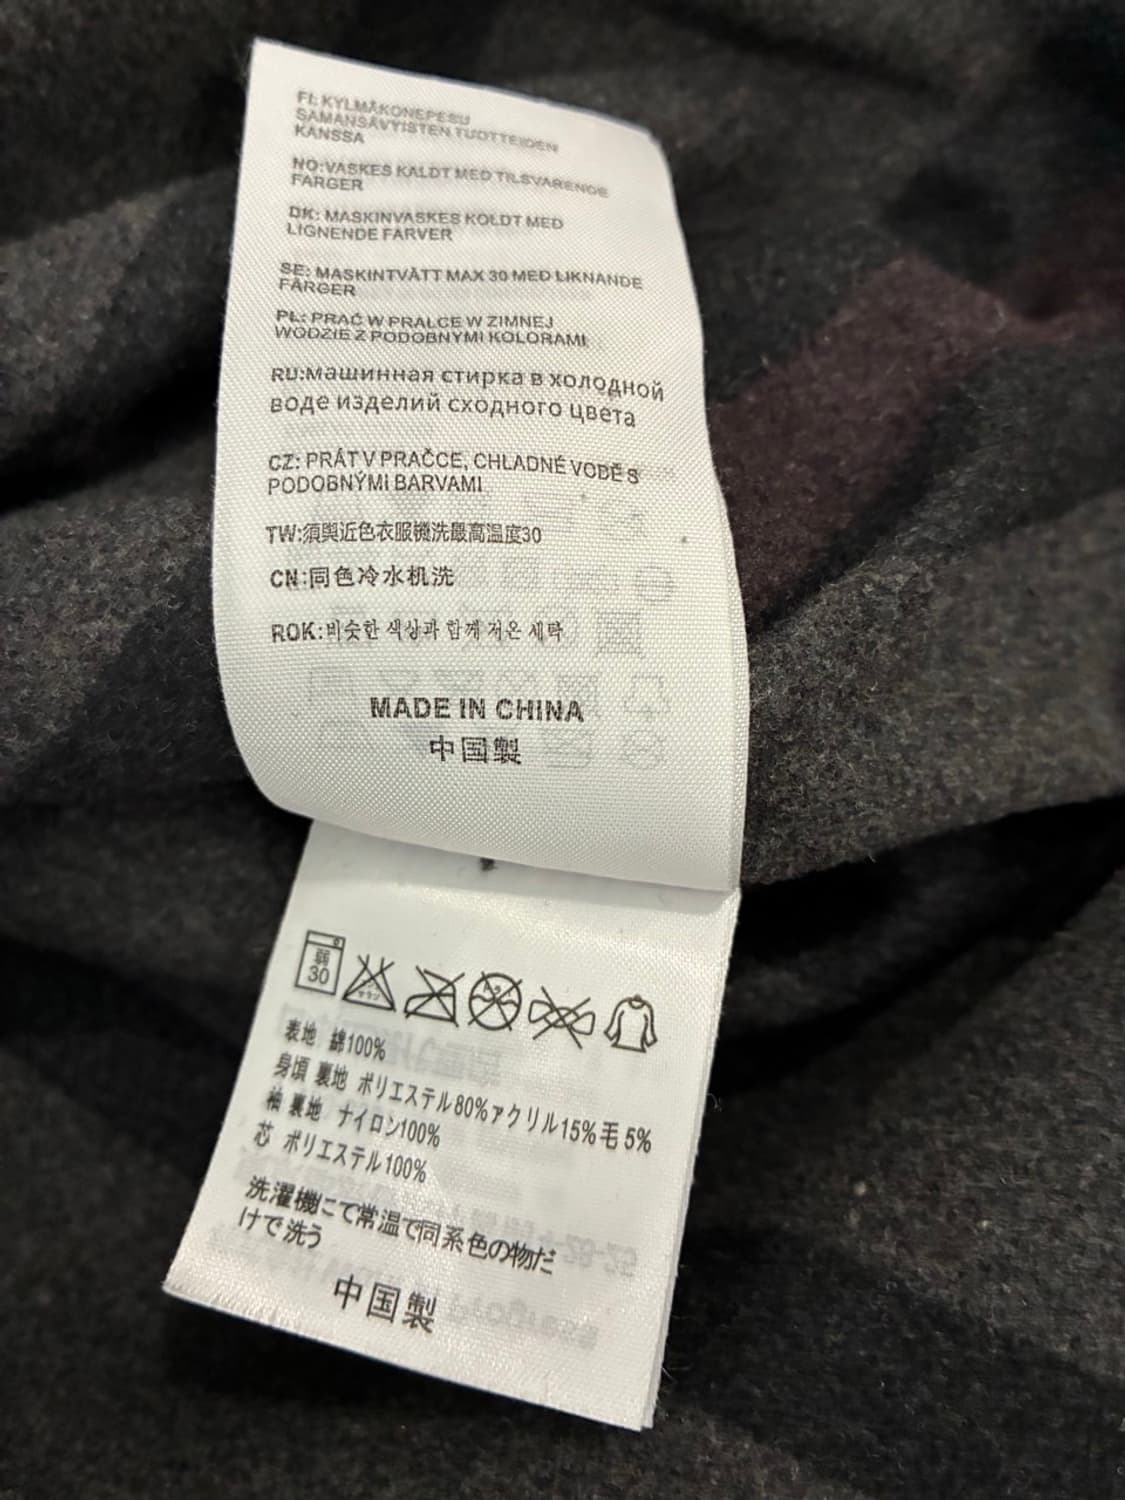 FI: KYLMÄKONEPESU
SAMANSÄVYISTEN TUOTTEIDEN
KANSSA
NO:VASKES KALDT MED TILSVARENDE
FARGER
DK: MASKINVASKES KOLDT MED
LIGNENDE FARVER
SE: MASKINTVÄTT MAX 30 MED LIKNANDE
FÄRGER
PL: PRAĆ W PRALCE W ZIMNEJ
WODZIE Z PODOBNYMI KOLORAMI
RU:машинная стирка в холодной
воде изделий сходного цвета
CZ: PRÁT V PRAČCE, CHLADNÉ VODĚ S
PODOBNÝMI BARVAMI
TW:須與近色衣服機洗最高溫度30
CN:同色冷水机洗
ROK:비슷한 색상과 함께 저온 세탁
MADE IN CHINA
中国製
弱
30
表地 綿100%
身頃 裏地 ポリエステル80%アクリル15%毛 5%
袖 裏地 ナイロン100%
芯 ポリエステル100%
洗濯機にて常温で同系色の物だ
けで洗う
中国製